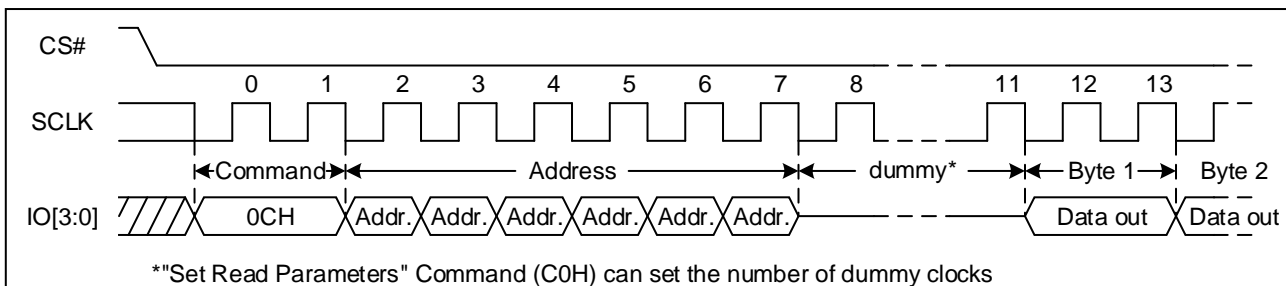 CS#
0 1 2 3 4 5 6 7 8 11 12 13
SCLK
Command Address dummy* Byte 1 Byte 2
IO[3:0] 0CH Addr. Addr. Addr. Addr. Addr. Addr. Data out Data out
*"Set Read Parameters" Command (C0H) can set the number of dummy clocks